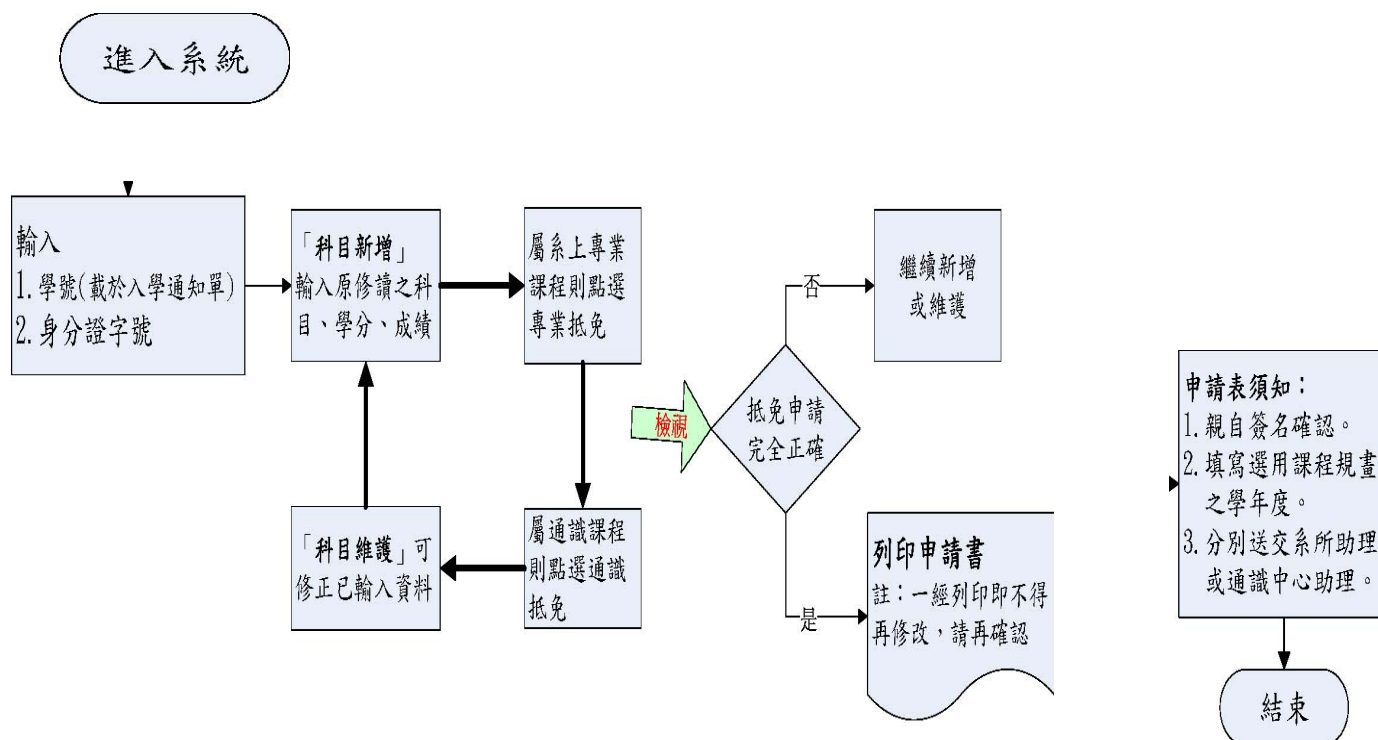 進入系統
輸入
1.學號(載於入學通知單)
2.身分證字號
「科目新增」
輸入原修讀之科
目、學分、成績
屬系上專業
課程則點選
專業抵免
屬通識課程
則點選通識
抵免
「科目維護」可
修正已輸入資料
檢視
抵免申請
完全正確
否
繼續新增
或維護
是
列印申請書
註：一經列印即不得
再修改，請再確認
申請表須知：
1.親自簽名確認。
2.填寫選用課程規畫
之學年度。
3.分別送交系所助理
或通識中心助理。
結束